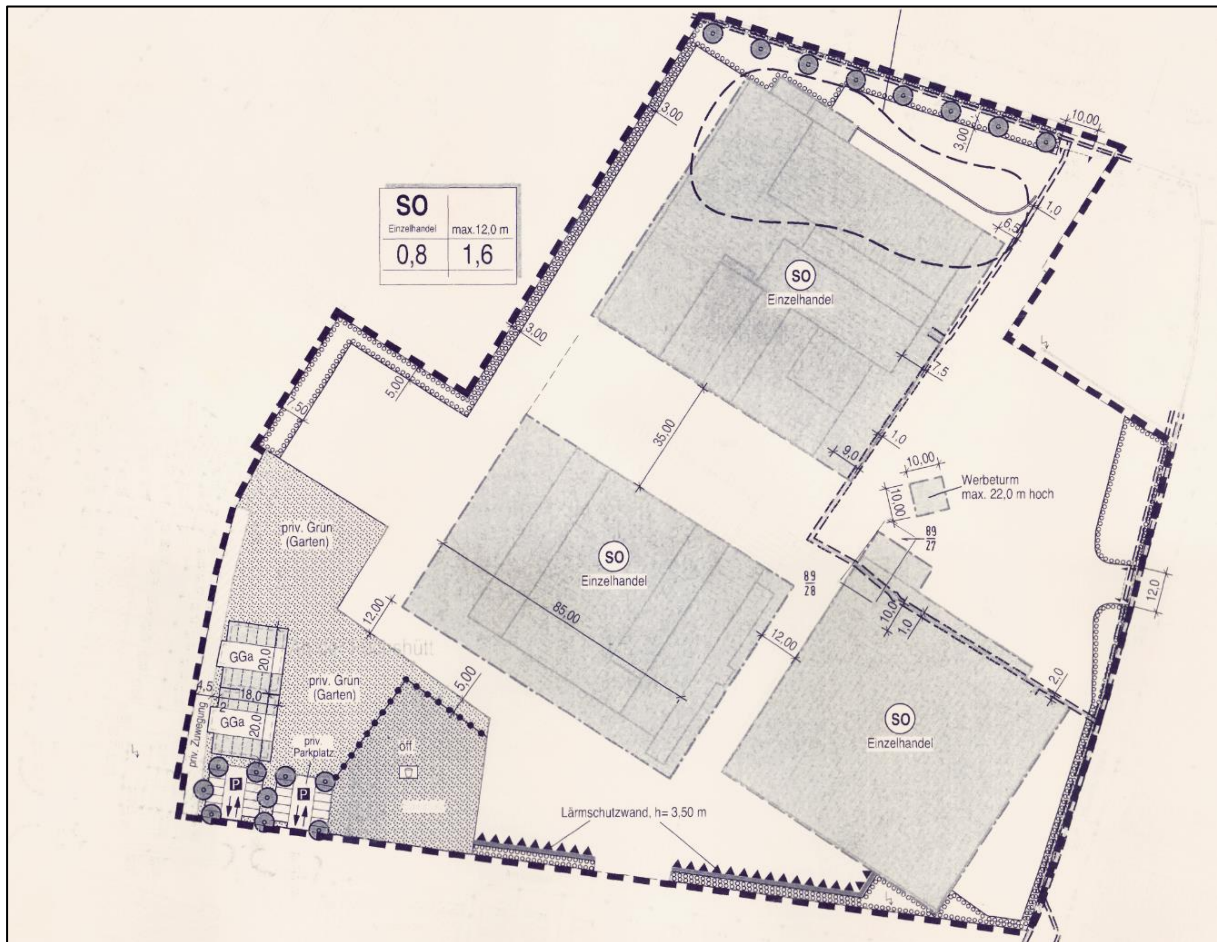 10,00
3,00
3,00
SO
Einzelhandel
max.12,0 m
0,8
1,6
1,0
6,5
SO
Einzelhandel
3,00
5,00
7,50
7,5
35,00
1,0
9,0
10,00
Werbeturm
max. 22,0 m hoch
10,00
89
27
priv. Grün
(Garten)
SO
Einzelhandel
89
28
85,00
12,00
10,0
1,0
12,0
12,00
GGa
20,0
priv. Grün
(Garten)
5,00
2,0
4,5
18,0
GGa
20,0
SO
Einzelhandel
priv. Zuwegung
priv.
Parkplatz
öff.
P
P
Lärmschutzwand, h= 3,50 m